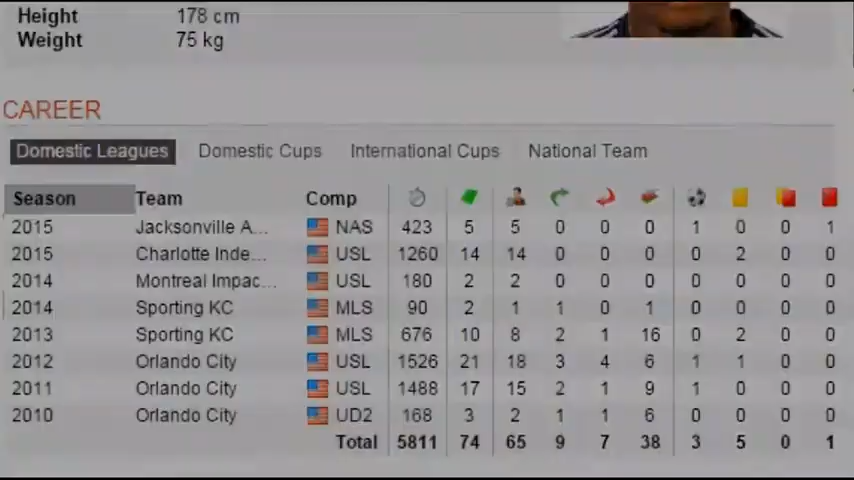 Height 178 cm
Weight 75 kg
CAREER
Domestic Leagues Domestic Cups International Cups National Team
Season Team Comp
2015 Jacksonville A... NAS 423 5 5 0 0 0 1 0 0 1
2015 Charlotte Inde... USL 1260 14 14 0 0 0 0 2 0 0
2014 Montreal Impac... USL 180 2 2 0 0 0 0 0 0 0
2014 Sporting KC MLS 90 2 1 1 0 1 0 0 0 0
2013 Sporting KC MLS 676 10 8 2 1 16 0 2 0 0
2012 Orlando City USL 1526 21 18 3 4 6 1 1 0 0
2011 Orlando City USL 1488 17 15 2 1 9 1 0 0 0
2010 Orlando City UD2 168 3 2 1 1 6 0 0 0 0
Total 5811 74 65 9 7 38 3 5 0 1